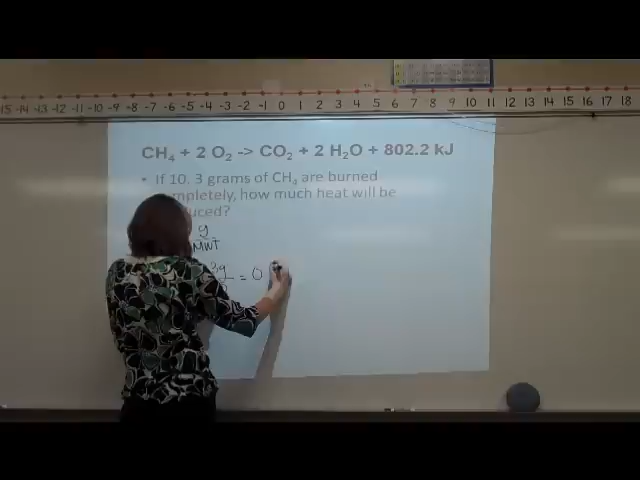 -15 -14 -13 -12 -11 -10 -9 -8 -7 -6 -5 -4 -3 -2 -1 0 1 2 3 4 5 6 7 8 9 10 11 12 13 14 15 16 17 18
CH₄ + 2 O₂ -> CO₂ + 2 H₂O + 802.2 kJ
• If 10. 3 grams of CH₄ are burned
completely, how much heat will be
g
MWT
3g
= 0